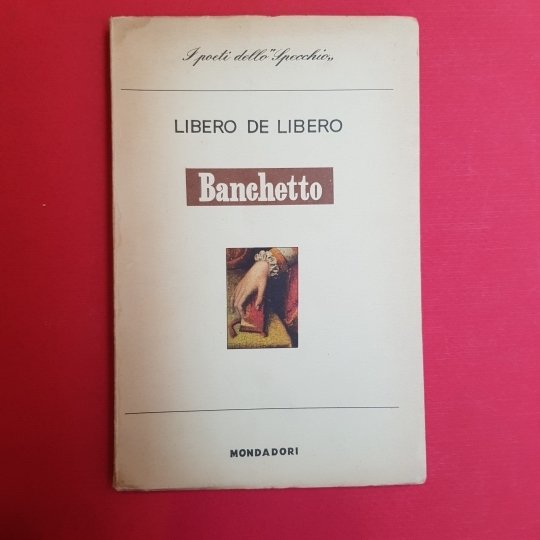 I poeti dello "Specchio„
LIBERO DE LIBERO
Banchetto
MONDADORI